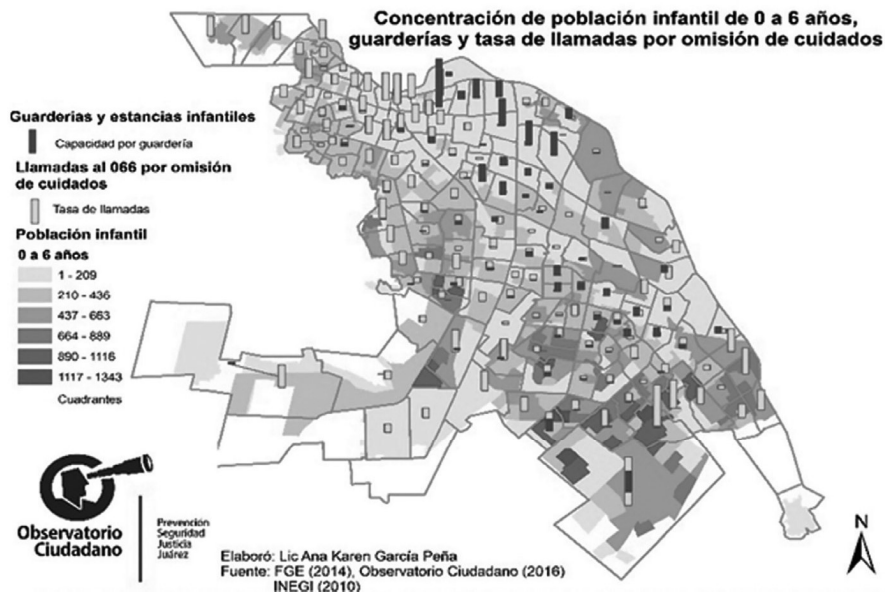 Concentración de población infantil de 0 a 6 años,
guarderías y tasa de llamadas por omisión de cuidados
Guarderias y estancias infantiles
Capacidad por guardería
Llamadas al 066 por omisión
de cuidados
Tasa de llamadas
Población infantil
0 a 6 años
1 - 209
210 - 436
437 - 663
664 - 889
890 - 1116
1117 - 1343
Cuadrantes
Observatorio
Ciudadano
Prevención
Seguridad
Justicia
Juárez
Elaboró: Lic Ana Karen García Peña
Fuente: FGE (2014), Observatorio Ciudadano (2016)
INEGI (2010)
N